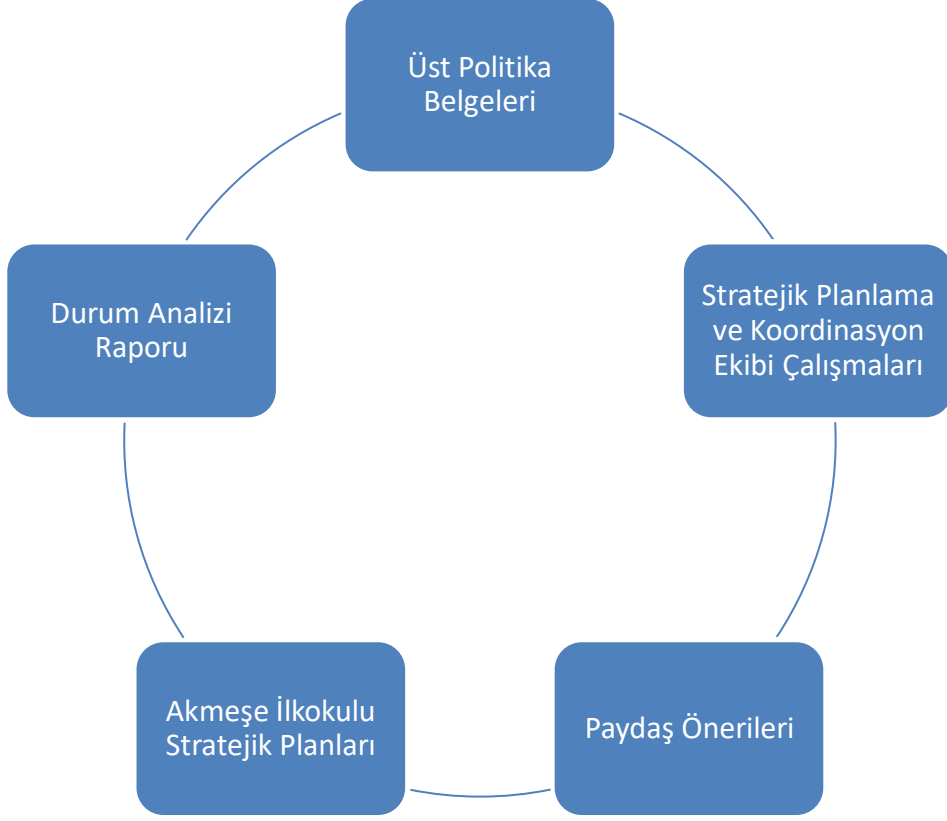 Üst Politika
Belgeleri
Stratejik Planlama
ve Koordinasyon
Ekibi Çalışmaları
Paydaş Önerileri
Akmeşe İlkokulu
Stratejik Planları
Durum Analizi
Raporu